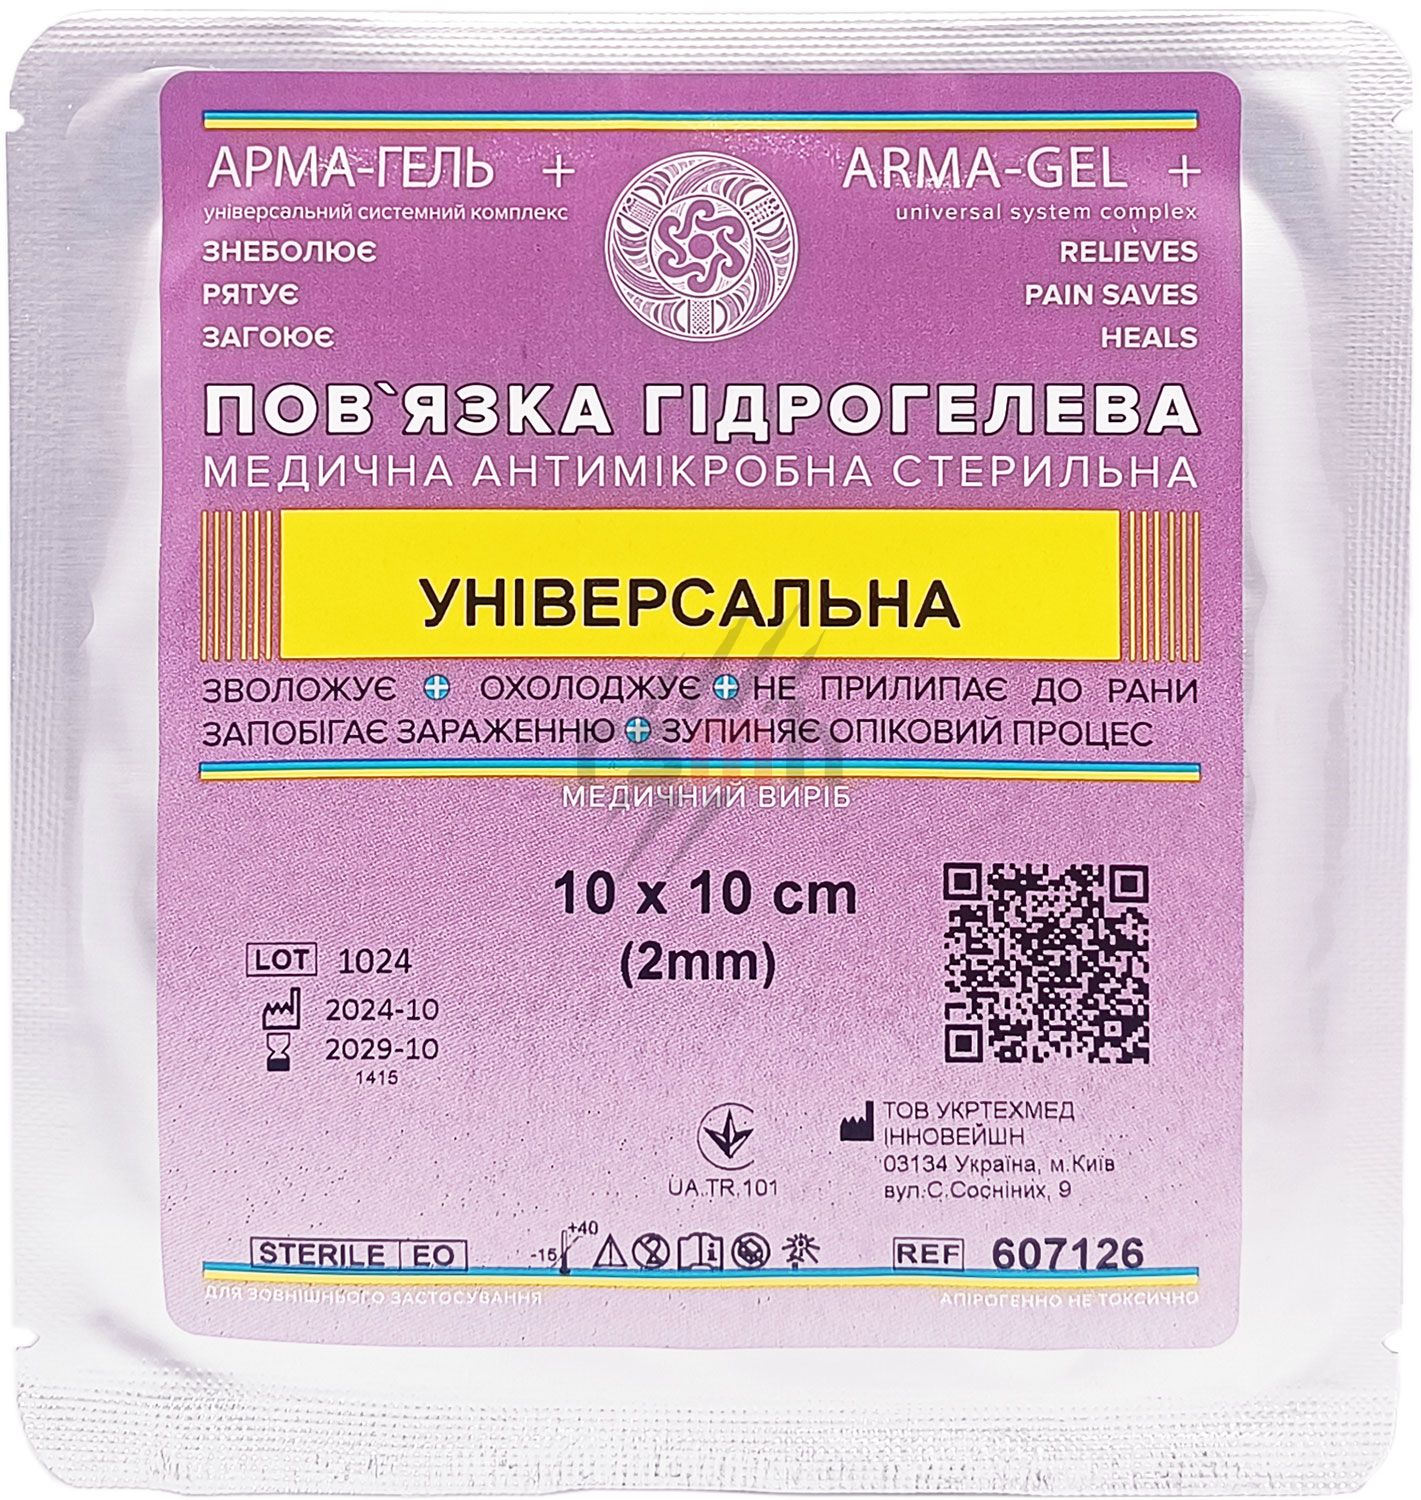 АРМА-ГЕЛЬ +
універсальний системний комплекс
ЗНЕБОЛЮЄ
РЯТУЄ
ЗАГОЮЄ
ARMA-GEL +
universal system complex
RELIEVES
PAIN SAVES
HEALS
ПОВ`ЯЗКА ГІДРОГЕЛЕВА
МЕДИЧНА АНТИМІКРОБНА СТЕРИЛЬНА
УНІВЕРСАЛЬНА
ЗВОЛОЖУЄ ОХОЛОДЖУЄ НЕ ПРИЛИПАЄ ДО РАНИ
ЗАПОБІГАЄ ЗАРАЖЕННЮ ЗУПИНЯЄ ОПІКОВИЙ ПРОЦЕС
МЕДИЧНИЙ ВИРІБ
10 x 10 cm
(2mm)
LOT 1024
2024-10
2029-10
1415
UA.TR.101
ТОВ УКРТЕХМЕД
ІННОВЕЙШН
03134 Україна, м.Київ
вул.С.Сосніних, 9
STERILE EO
-15 +40
REF 607126
ДЛЯ ЗОВНІШНЬОГО ЗАСТОСУВАННЯ
АПІРОГЕННО НЕ ТОКСИЧНО